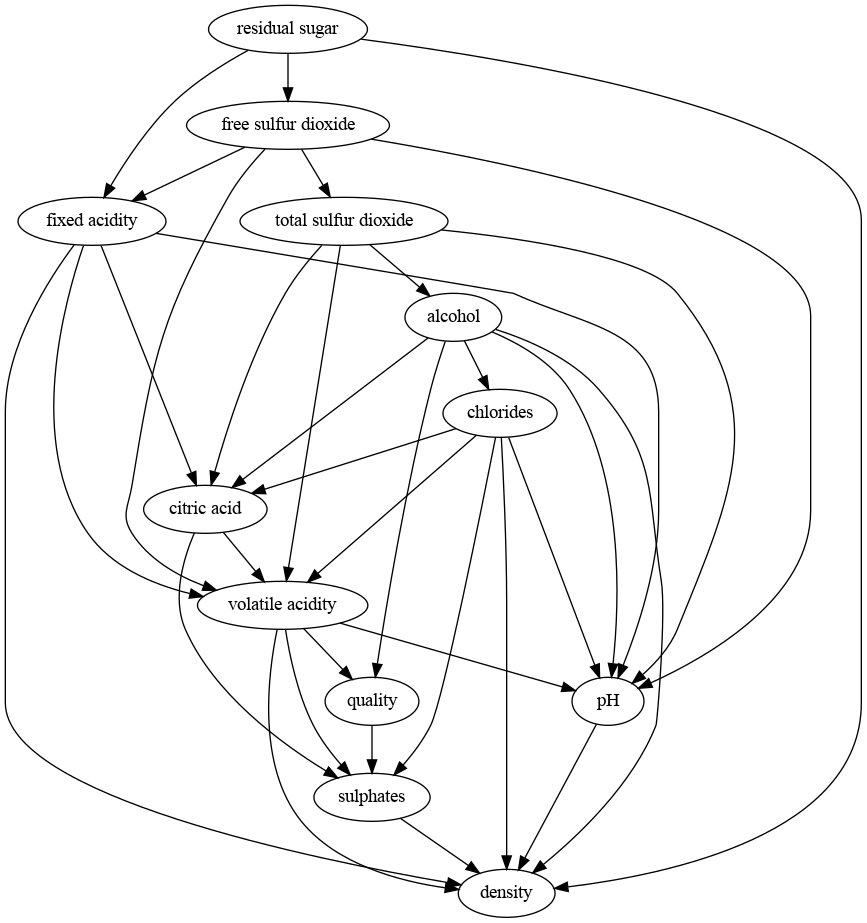 residual sugar
free sulfur dioxide
fixed acidity
total sulfur dioxide
alcohol
chlorides
citric acid
volatile acidity
quality
pH
sulphates
density